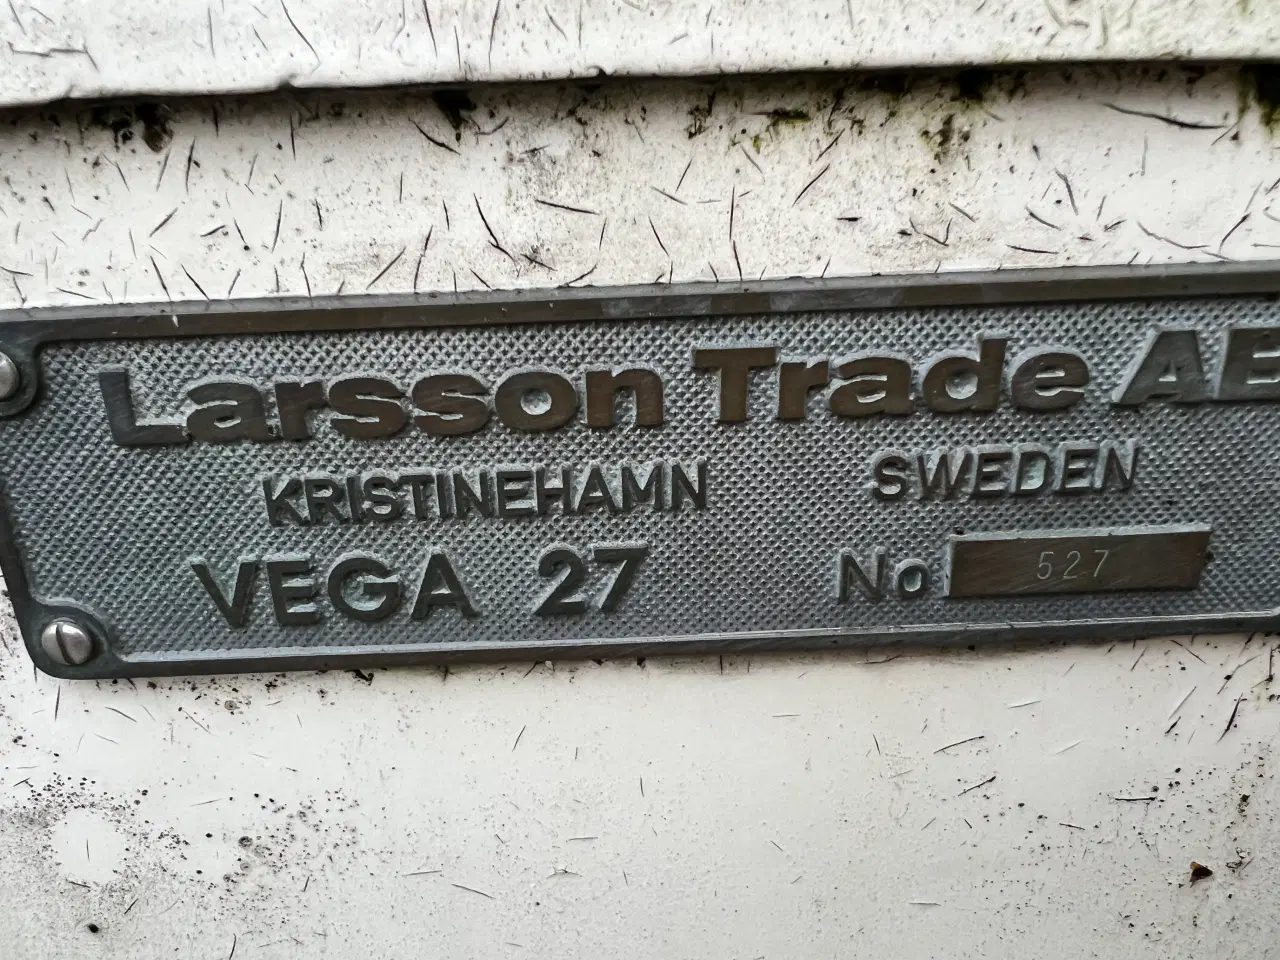 Larsson Trade AB
KRISTINEHAMN SWEDEN
VEGA 27 No 527